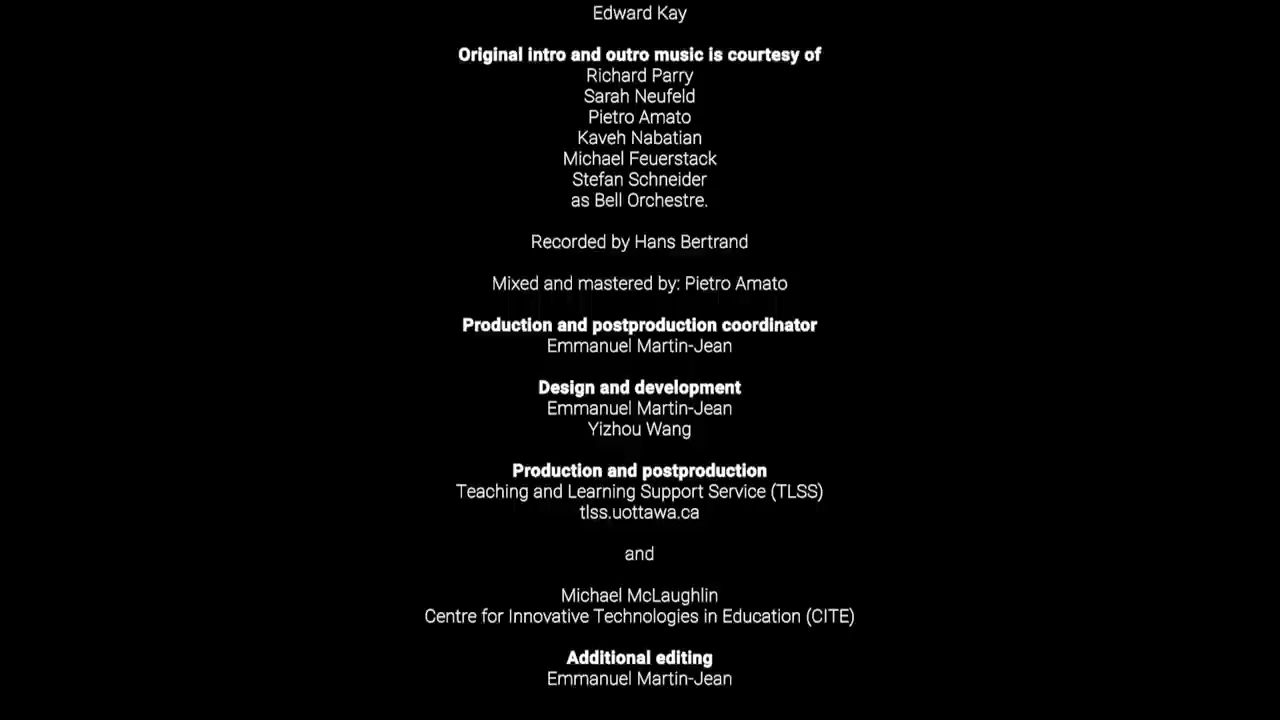 Edward Kay
Original intro and outro music is courtesy of
Richard Parry
Sarah Neufeld
Pietro Amato
Kaveh Nabatian
Michael Feuerstack
Stefan Schneider
as Bell Orchestre.
Recorded by Hans Bertrand
Mixed and mastered by: Pietro Amato
Production and postproduction coordinator
Emmanuel Martin-Jean
Design and development
Emmanuel Martin-Jean
Yizhou Wang
Production and postproduction
Teaching and Learning Support Service (TLSS)
tlss.uottawa.ca
and
Michael McLaughlin
Centre for Innovative Technologies in Education (CITE)
Additional editing
Emmanuel Martin-Jean